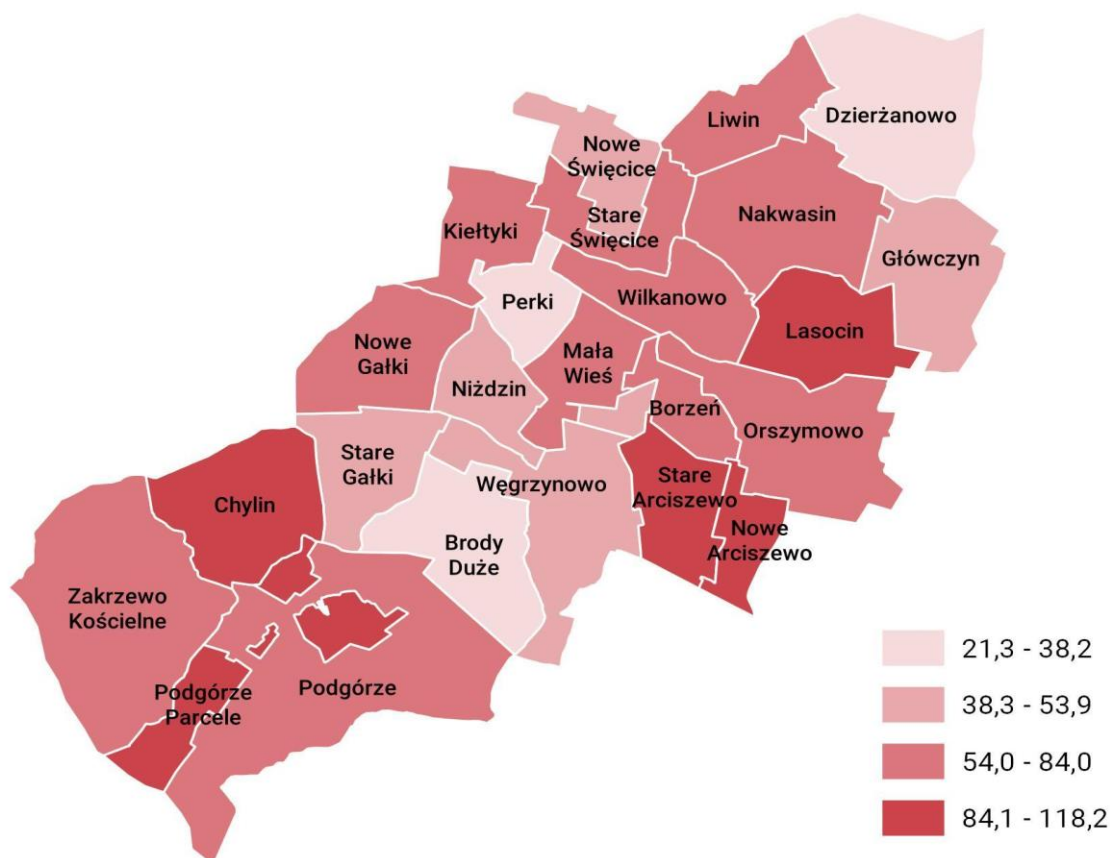 Liwin
Dzierżanowo
Nowe
Święcice
Stare
Święcice
Nakwasin
Kiełtyki
Główczyn
Perki
Wilkanowo
Lasocin
Nowe
Gałki
Mała
Wieś
Niżdzin
Borzeń
Orszymowo
Stare
Gałki
Węgrzynowo
Stare
Arciszewo
Chylin
Nowe
Arciszewo
Brody
Duże
Zakrzewo
Kościelne
Podgórze
Parcele
Podgórze
21,3 - 38,2
38,3 - 53,9
54,0 - 84,0
84,1 - 118,2